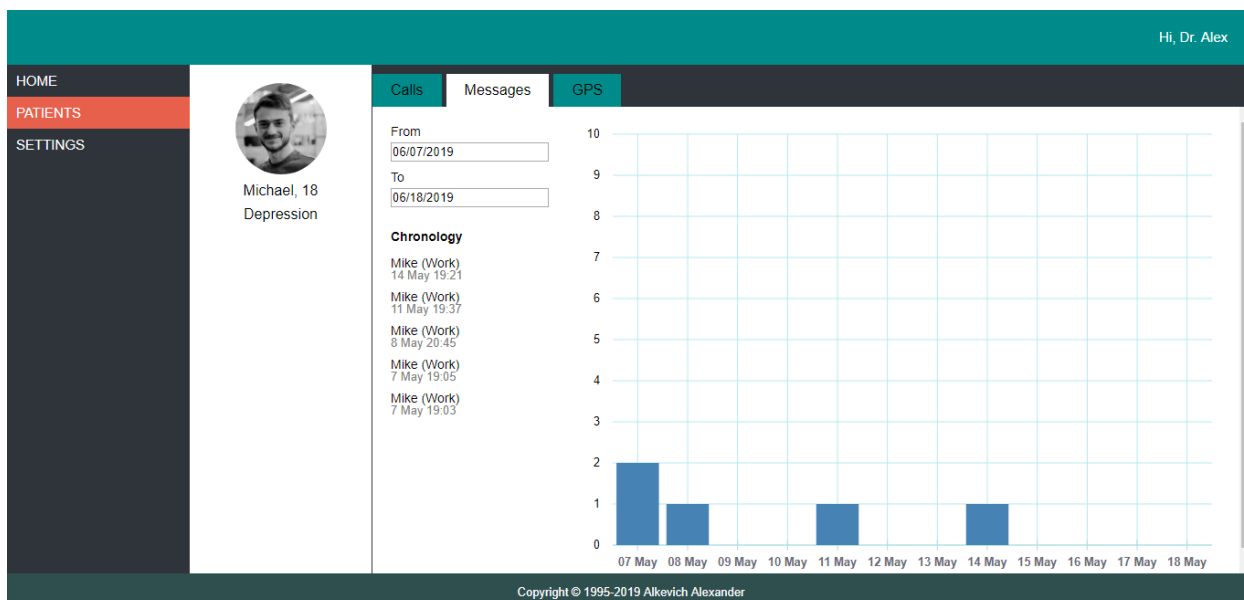 Hi, Dr. Alex
HOME
PATIENTS
SETTINGS
Michael, 18
Depression
Calls
Messages
GPS
From
06/07/2019
To
06/18/2019
Chronology
Mike (Work)
14 May 19:21
Mike (Work)
11 May 19:37
Mike (Work)
8 May 20:45
Mike (Work)
7 May 19:05
Mike (Work)
7 May 19:03
10
9
8
7
6
5
4
3
2
1
0
07 May 08 May 09 May 10 May 11 May 12 May 13 May 14 May 15 May 16 May 17 May 18 May
Copyright © 1995-2019 Alkevich Alexander